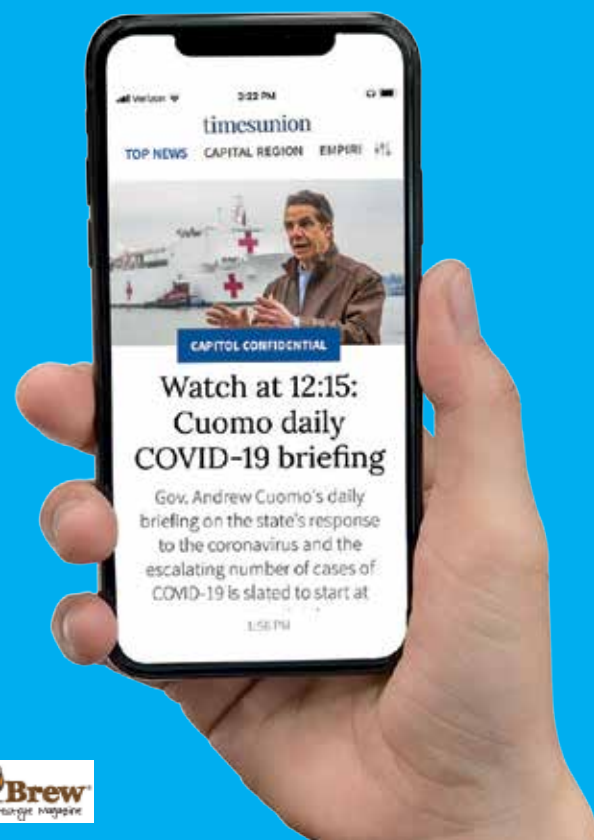 Verizon
3:22 PM
timesunion
TOP NEWS CAPITAL REGION EMPIRE
CAPITOL CONFIDENTIAL
Watch at 12:15:
Cuomo daily
COVID-19 briefing
Gov. Andrew Cuomo's daily
briefing on the state's response
to the coronavirus and the
escalating number of cases of
COVID-19 is slated to start at
1:56 PM
Brew
Magazine